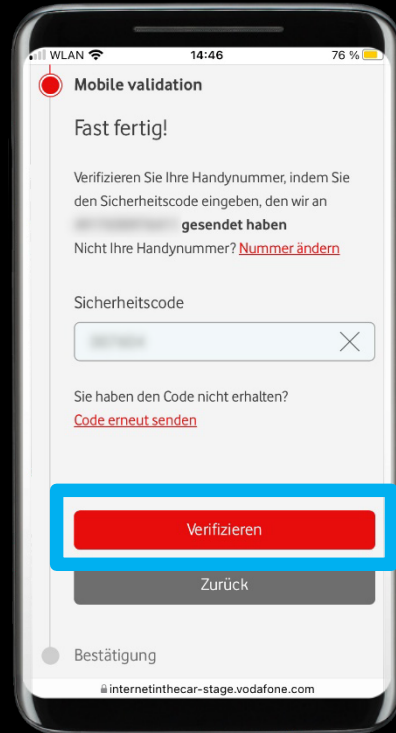 WLAN 14:46 76 %
Mobile validation
Fast fertig!
Verifizieren Sie Ihre Handynummer, indem Sie
den Sicherheitscode eingeben, den wir an
gesendet haben
Nicht Ihre Handynummer? Nummer ändern
Sicherheitscode
Sie haben den Code nicht erhalten?
Code erneut senden
Verifizieren
Zurück
Bestätigung
internetinthecar-stage.vodafone.com